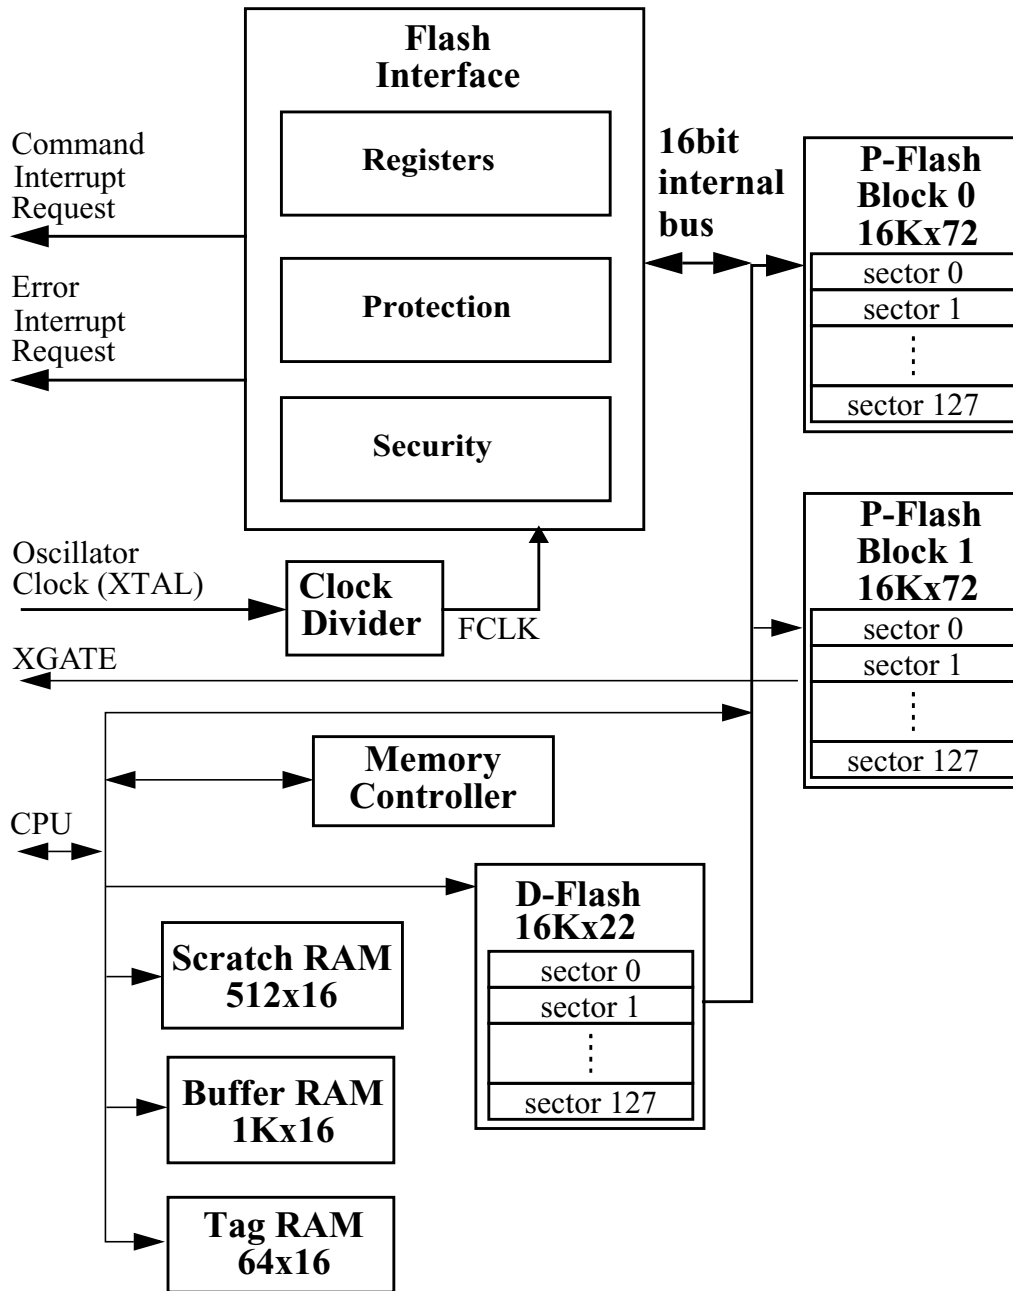 Flash
Interface
Registers
Protection
Security
Command
Interrupt
Request
Error
Interrupt
Request
16bit
internal
bus
P-Flash
Block 0
16Kx72
sector 0
sector 1
sector 127
P-Flash
Block 1
16Kx72
sector 0
sector 1
sector 127
Oscillator
Clock (XTAL)
Clock
Divider
FCLK
XGATE
Memory
Controller
CPU
D-Flash
16Kx22
sector 0
sector 1
sector 127
Scratch RAM
512x16
Buffer RAM
1Kx16
Tag RAM
64x16